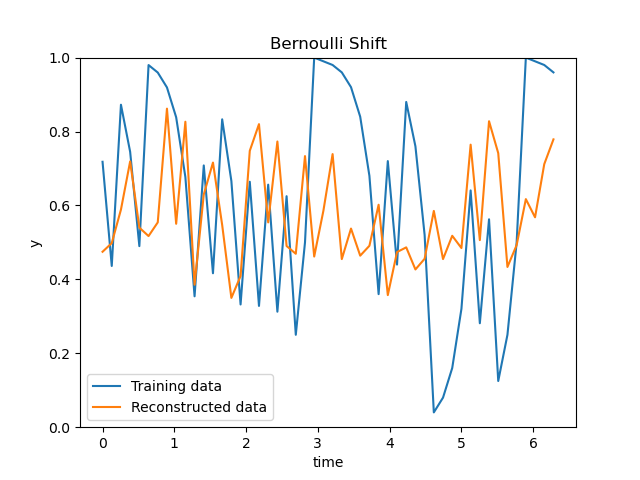 Bernoulli Shift
y
1.0
0.8
0.6
0.4
0.2
0.0
Training data
Reconstructed data
0 1 2 3 4 5 6
time